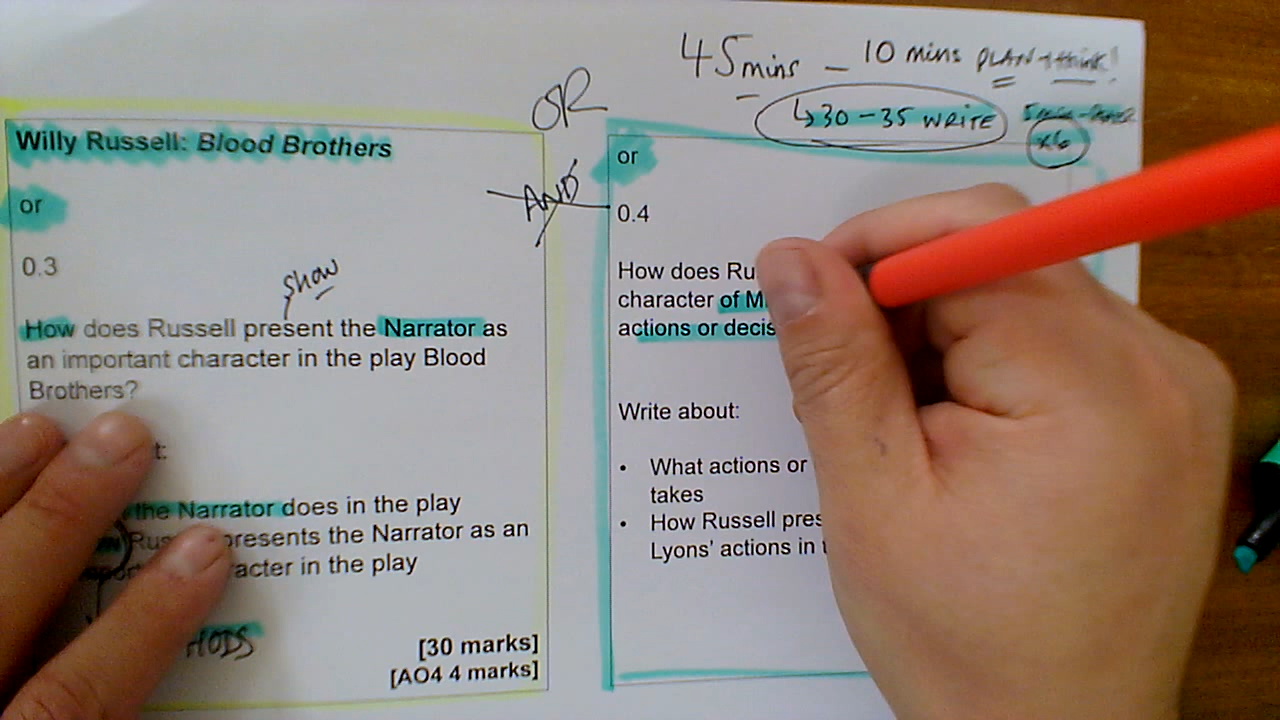 45 mins - 10 mins PLAN + think!
↳ 30 - 35 WRITE
x6
OR
AND
Willy Russell: Blood Brothers
or
0.3
show
How does Russell present the Narrator as
an important character in the play Blood
Brothers?
t:
the Narrator does in the play
presents the Narrator as an
acter in the play
HODS
[30 marks]
[AO4 4 marks]
or
0.4
How does Ru
character of M
actions or decis
Write about:
• What actions or
takes
• How Russell pres
Lyons' actions in